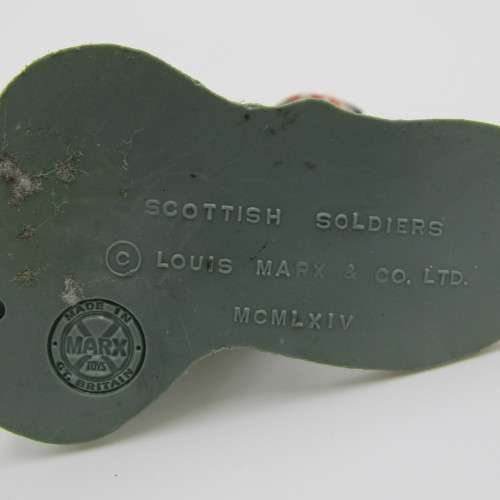 SCOTTISH SOLDIERS
© LOUIS MARX & CO. LTD.
MCMLXIV
MADE IN
MARX
TOYS
GT. BRITAIN